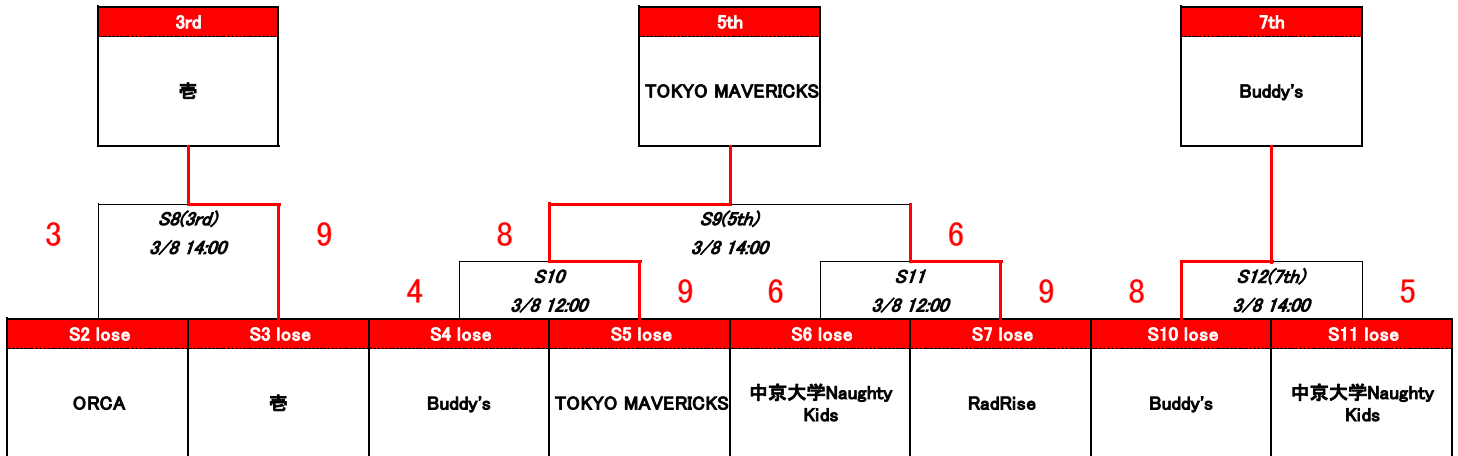 3rd
5th
7th
壱
TOKYO MAVERICKS
Buddy's
3
S8(3rd)
3/8 14:00
9
8
S9(5th)
3/8 14:00
6
4
S10
3/8 12:00
9
6
S11
3/8 12:00
9
8
S12(7th)
3/8 14:00
5
S2 lose
S3 lose
S4 lose
S5 lose
S6 lose
S7 lose
S10 lose
S11 lose
ORCA
壱
Buddy's
TOKYO MAVERICKS
中京大学Naughty
Kids
RadRise
Buddy's
中京大学Naughty
Kids